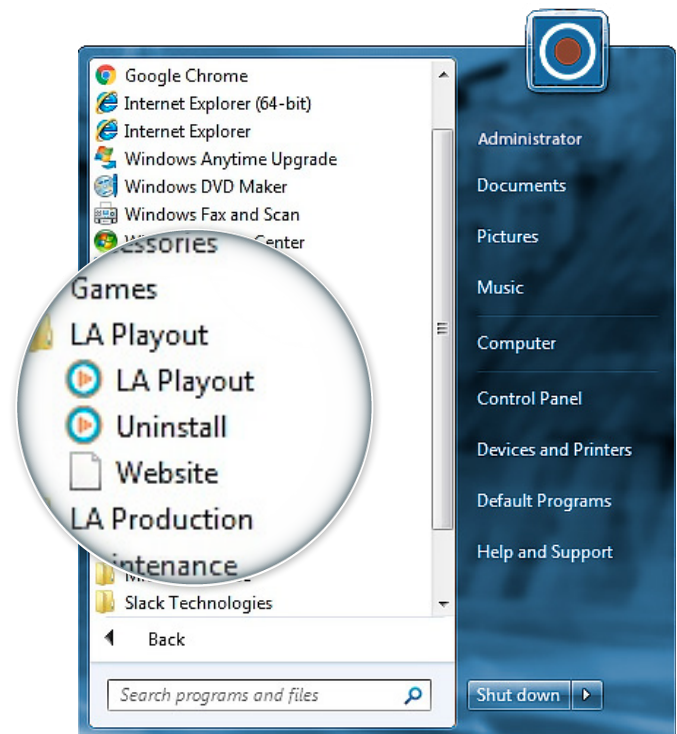 Google Chrome
Internet Explorer (64-bit)
Internet Explorer
Windows Anytime Upgrade
Windows DVD Maker
Windows Fax and Scan
Center
Games
LA Playout
LA Playout
Uninstall
Website
LA Production
Slack Technologies
Back
Search programs and files
Administrator
Documents
Pictures
Music
Computer
Control Panel
Devices and Printers
Default Programs
Help and Support
Shut down